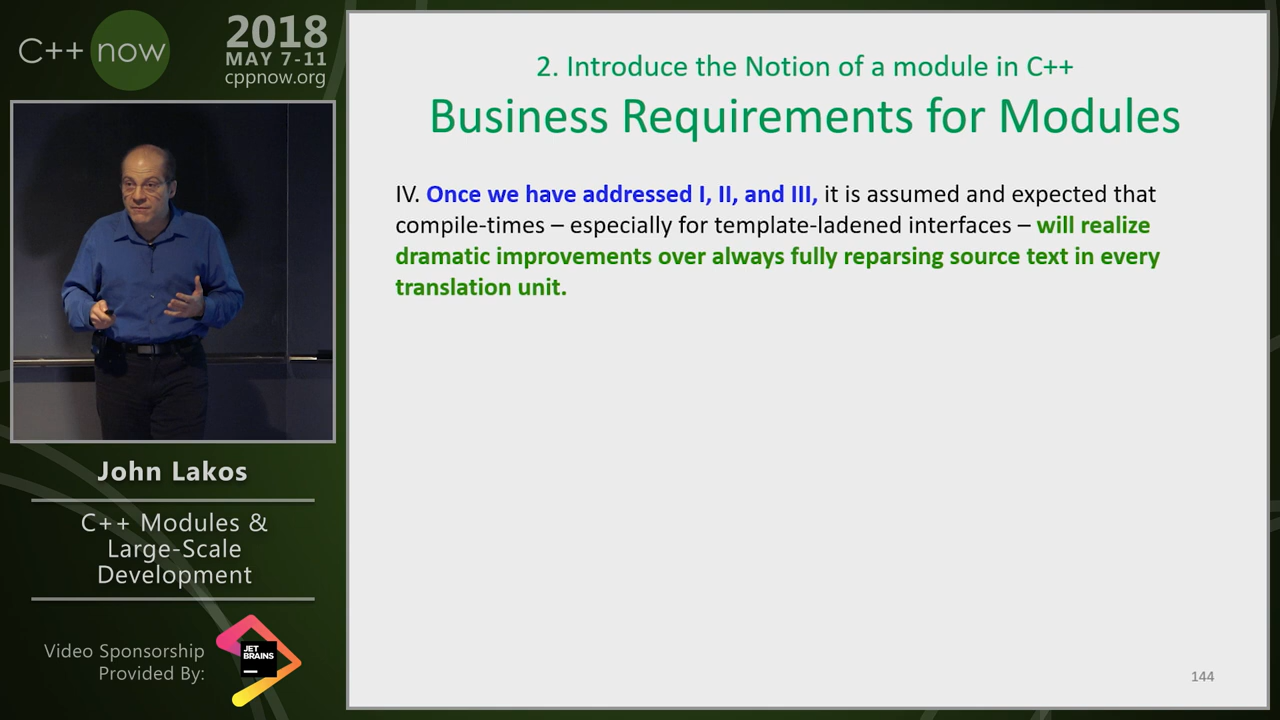 C++ now
2018
MAY 7-11
cppnow.org
2. Introduce the Notion of a module in C++
Business Requirements for Modules
IV. Once we have addressed I, II, and III, it is assumed and expected that
compile-times – especially for template-ladened interfaces – will realize
dramatic improvements over always fully reparsing source text in every
translation unit.
144
John Lakos
C++ Modules &
Large-Scale
Development
Video Sponsorship
Provided By:
JET
BRAINS